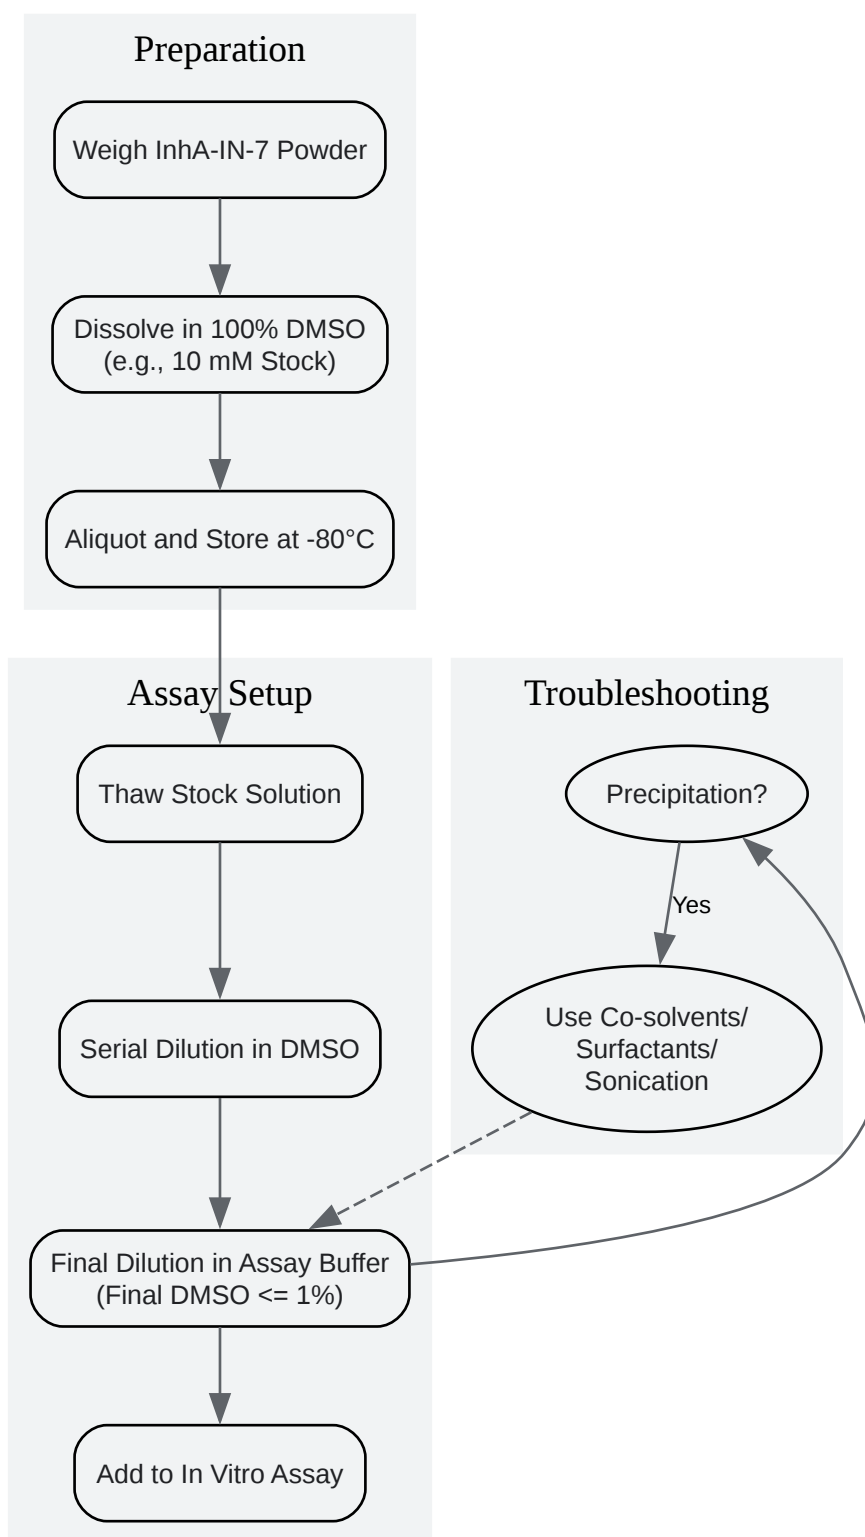 Preparation
Weigh InhA-IN-7 Powder
Dissolve in 100% DMSO
(e.g., 10 mM Stock)
Aliquot and Store at -80°C
Assay Setup
Thaw Stock Solution
Serial Dilution in DMSO
Final Dilution in Assay Buffer
(Final DMSO <= 1%)
Add to In Vitro Assay
Troubleshooting
Precipitation?
Yes
Use Co-solvents/
Surfactants/
Sonication